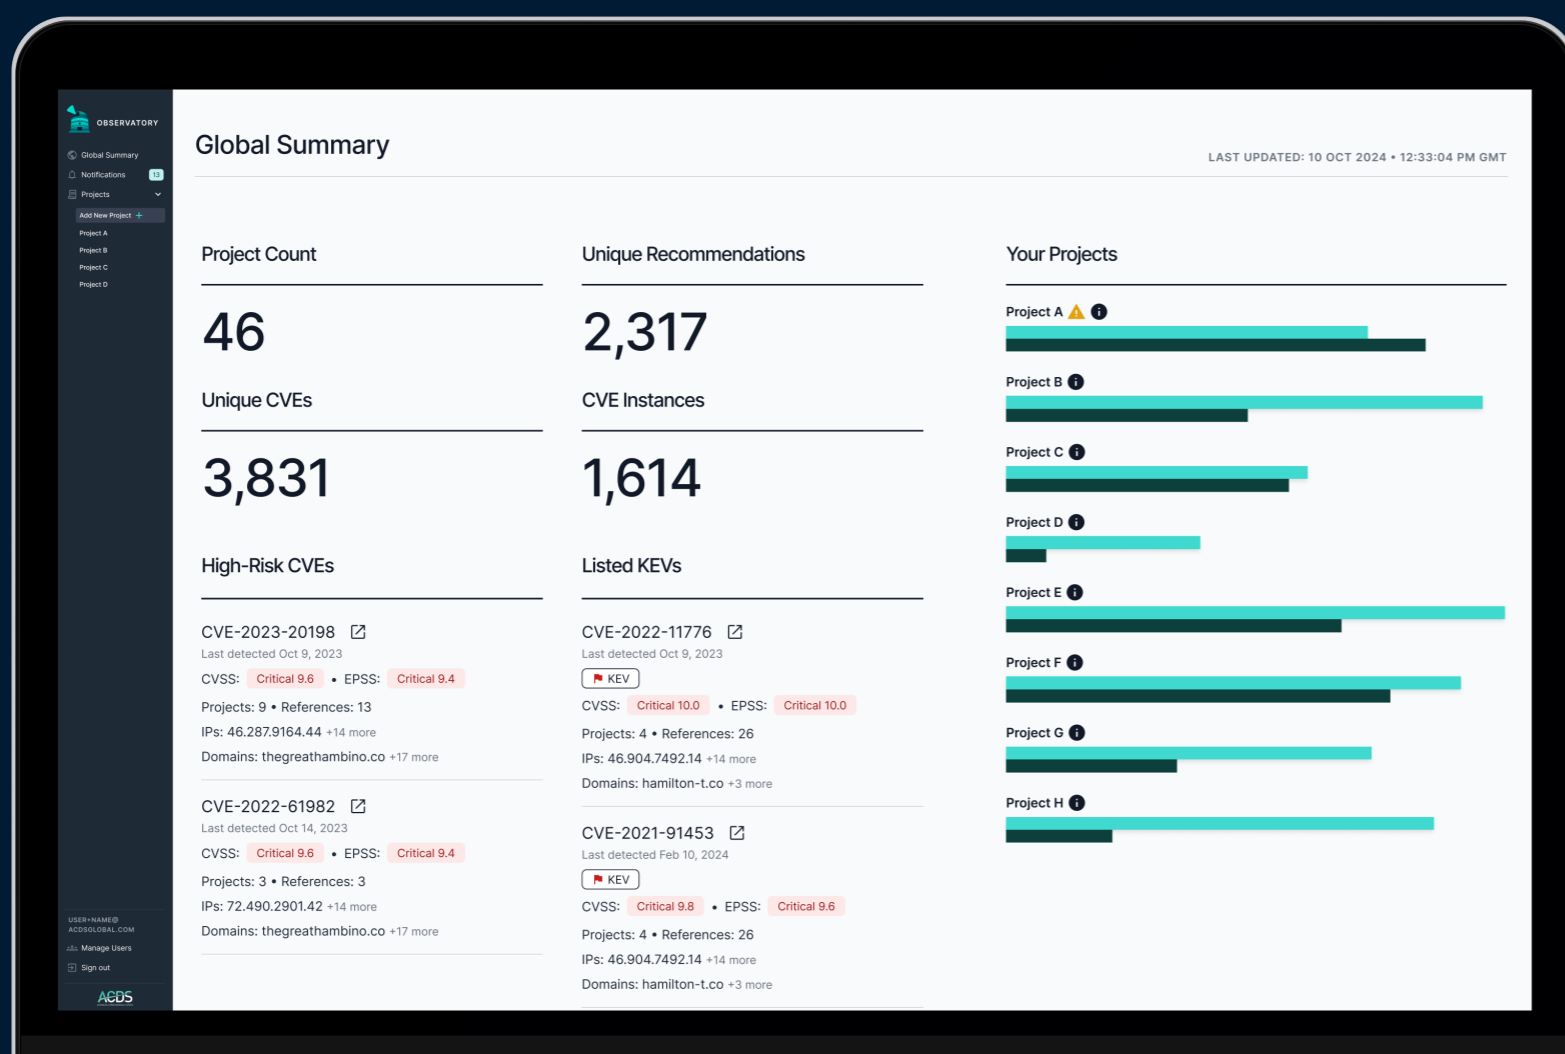 OBSERVATORY
Global Summary
Notifications 13
Projects
Add New Project +
Project A
Project B
Project C
Project D
USER+NAME@
ACDSGLOBAL.COM
Manage Users
Sign out
ACDS
Global Summary
LAST UPDATED: 10 OCT 2024 • 12:33:04 PM GMT
Project Count
46
Unique Recommendations
2,317
Unique CVEs
3,831
CVE Instances
1,614
High-Risk CVEs
CVE-2023-20198
Last detected Oct 9, 2023
CVSS: Critical 9.6 • EPSS: Critical 9.4
Projects: 9 • References: 13
IPs: 46.287.9164.44 +14 more
Domains: thegreathambino.co +17 more
CVE-2022-61982
Last detected Oct 14, 2023
CVSS: Critical 9.6 • EPSS: Critical 9.4
Projects: 3 • References: 3
IPs: 72.490.2901.42 +14 more
Domains: thegreathambino.co +17 more
Listed KEVs
CVE-2022-11776
Last detected Oct 9, 2023
KEV
CVSS: Critical 10.0 • EPSS: Critical 10.0
Projects: 4 • References: 26
IPs: 46.904.7492.14 +14 more
Domains: hamilton-t.co +3 more
CVE-2021-91453
Last detected Feb 10, 2024
KEV
CVSS: Critical 9.8 • EPSS: Critical 9.6
Projects: 4 • References: 26
IPs: 46.904.7492.14 +14 more
Domains: hamilton-t.co +3 more
Your Projects
Project A
Project B
Project C
Project D
Project E
Project F
Project G
Project H